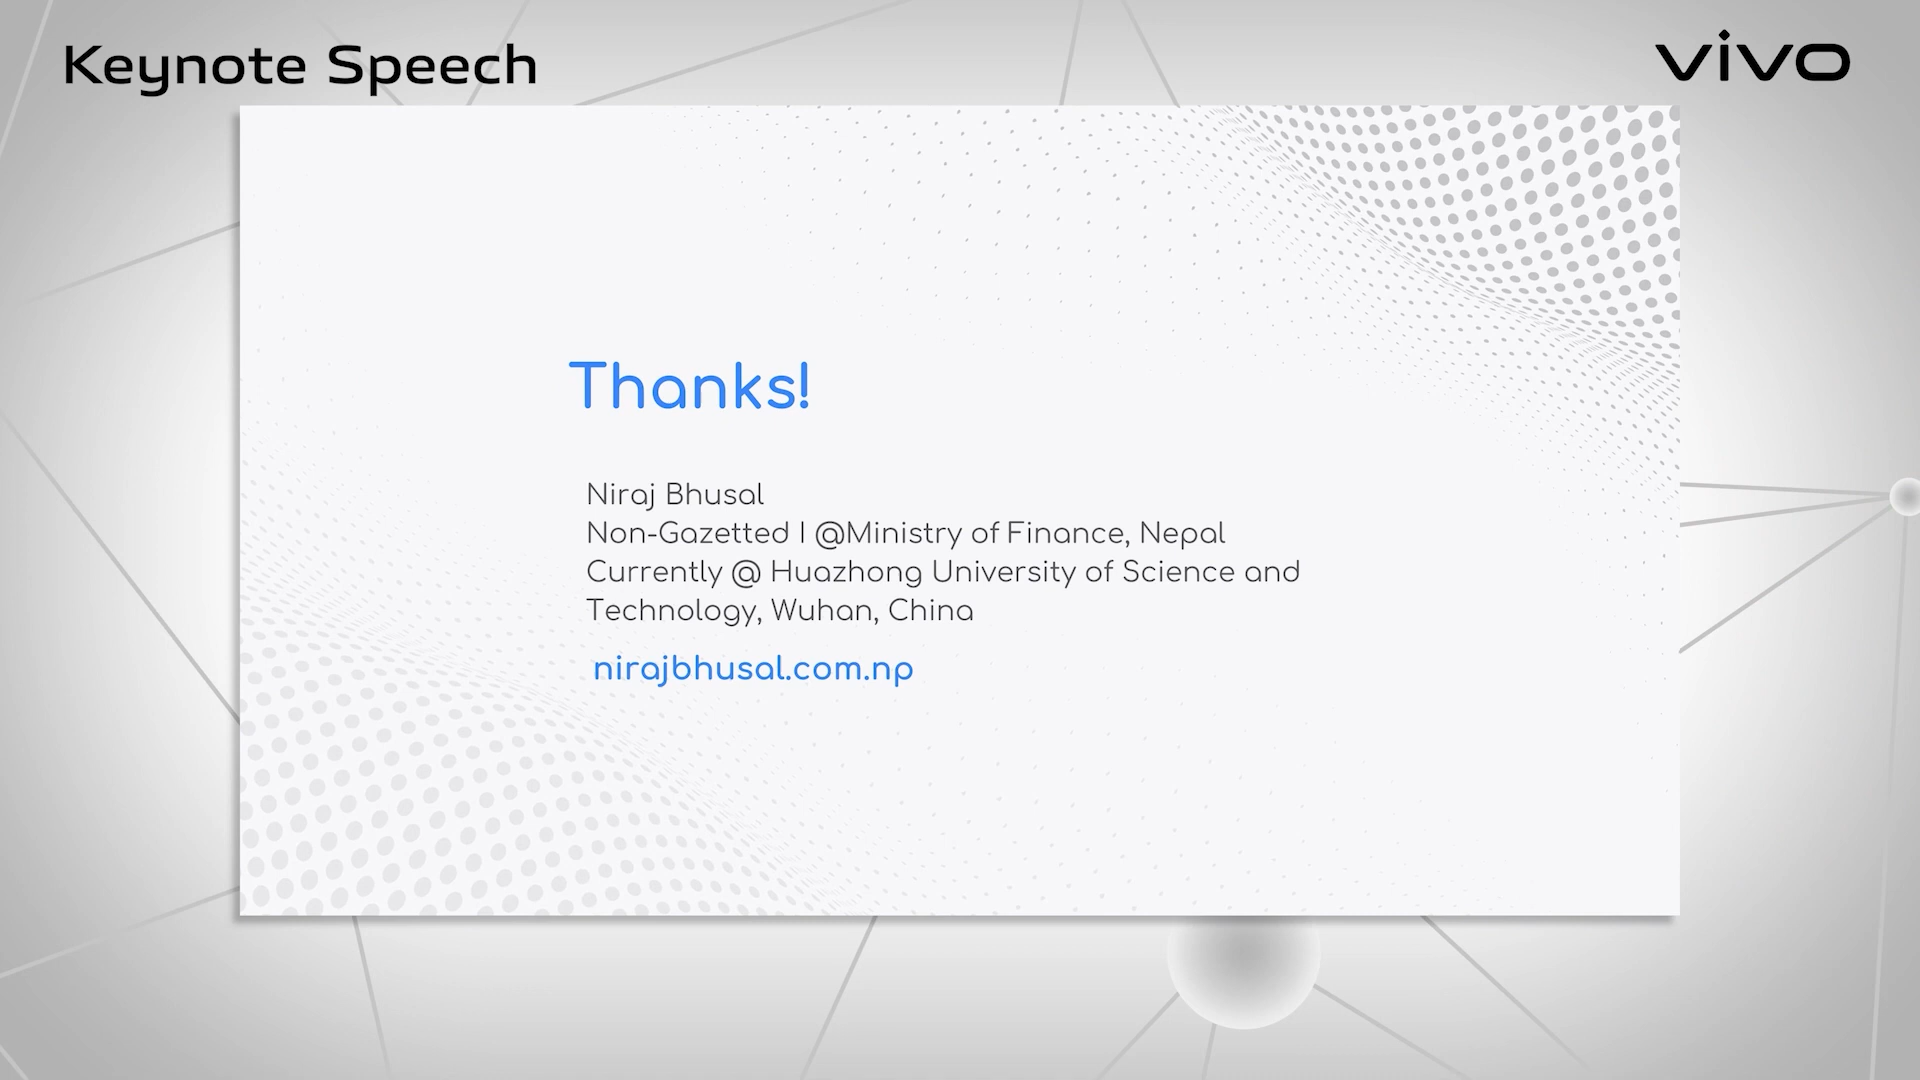 Keynote Speech
vivo
Thanks!
Niraj Bhusal
Non-Gazetted I @Ministry of Finance, Nepal
Currently @ Huazhong University of Science and
Technology, Wuhan, China
nirajbhusal.com.np